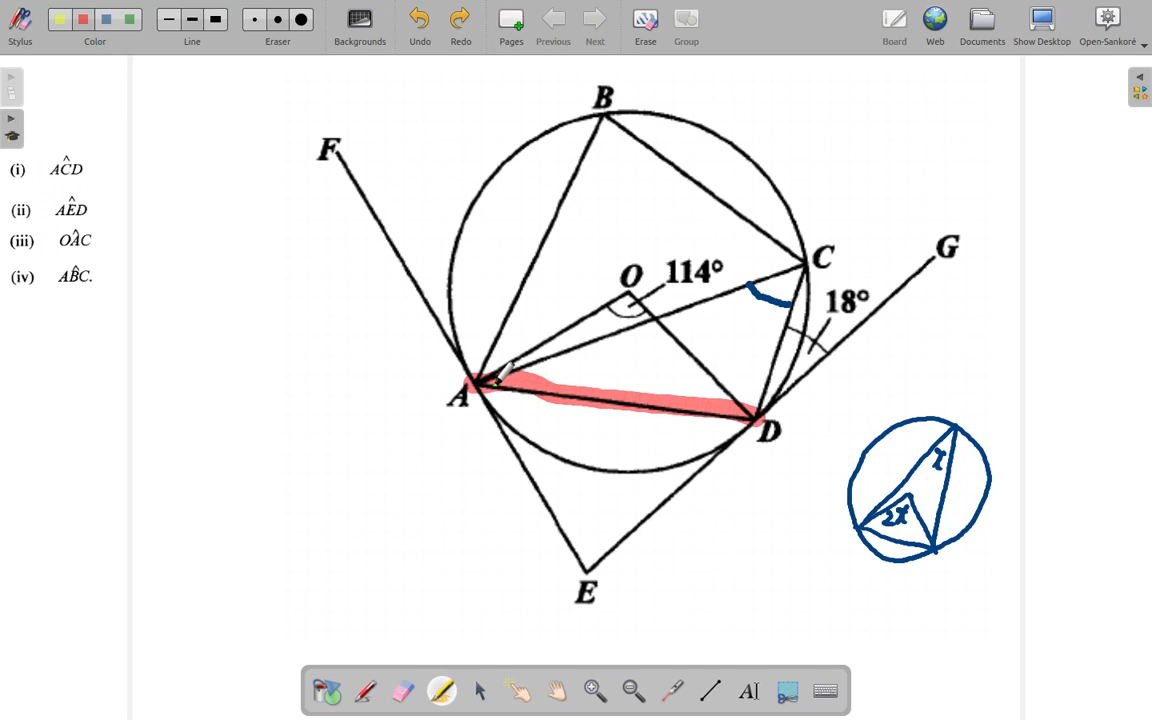 Stylus
Color
Line
Eraser
Backgrounds
Undo
Redo
Pages
Previous
Next
Erase
Group
Board
Web
Documents
Show Desktop
Open-Sankoré
(i) AĈD
(ii) AÊD
(iii) OÂC
(iv) AB̂C.
B
F
O
114°
C
G
18°
A
D
E
x
2x
AI